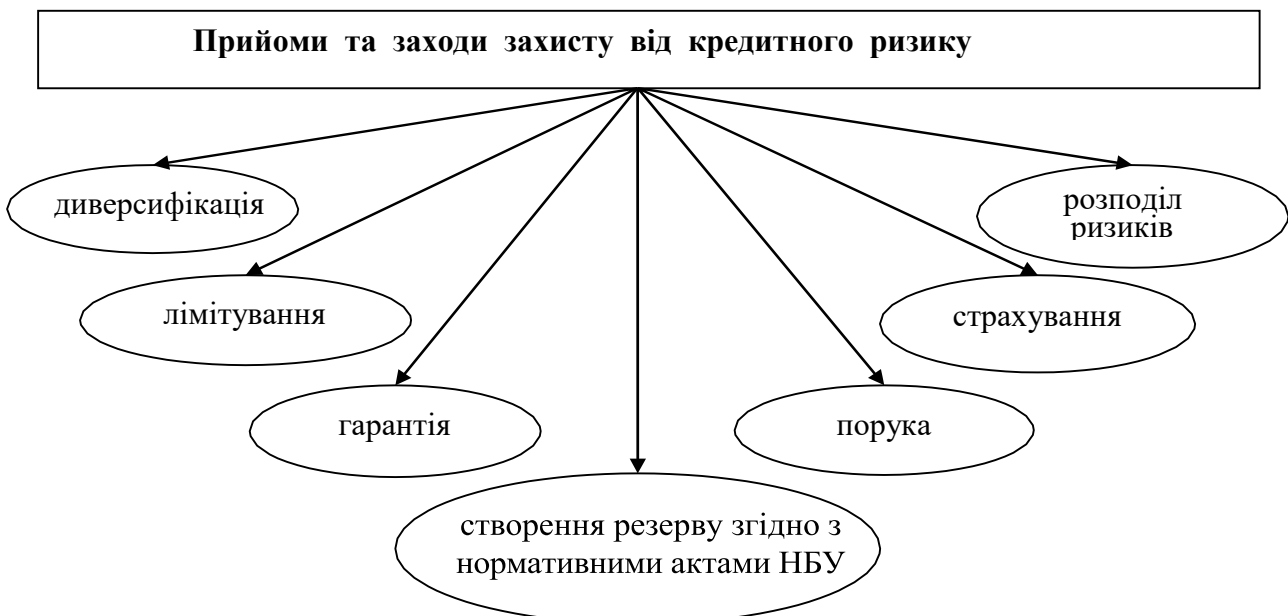 Прийоми та заходи захисту від кредитного ризику
диверсифікація
розподіл
ризиків
лімітування
страхування
гарантія
порука
створення резерву згідно з
нормативними актами НБУ